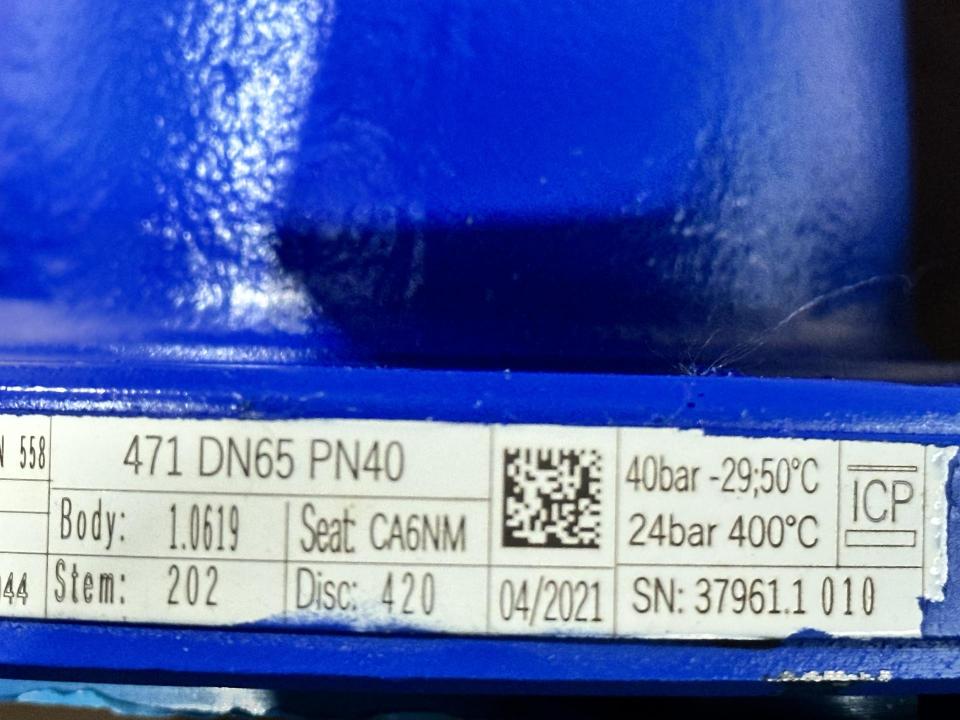 N 558
471 DN65 PN40
Body: 1.0619
Seat: CA6NM
44
Stem: 202
Disc: 420
04/2021
40bar -29;50°C
24bar 400°C
ICP
SN: 37961.1 010